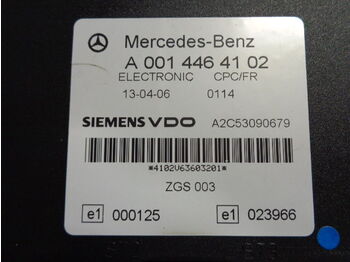 Mercedes-Benz
A 001 446 41 02
ELECTRONIC CPC/FR
13-04-06 0114
SIEMENS VDO A2C53090679
*4102V63603201*
ZGS 003
e1 000125 e1 023966